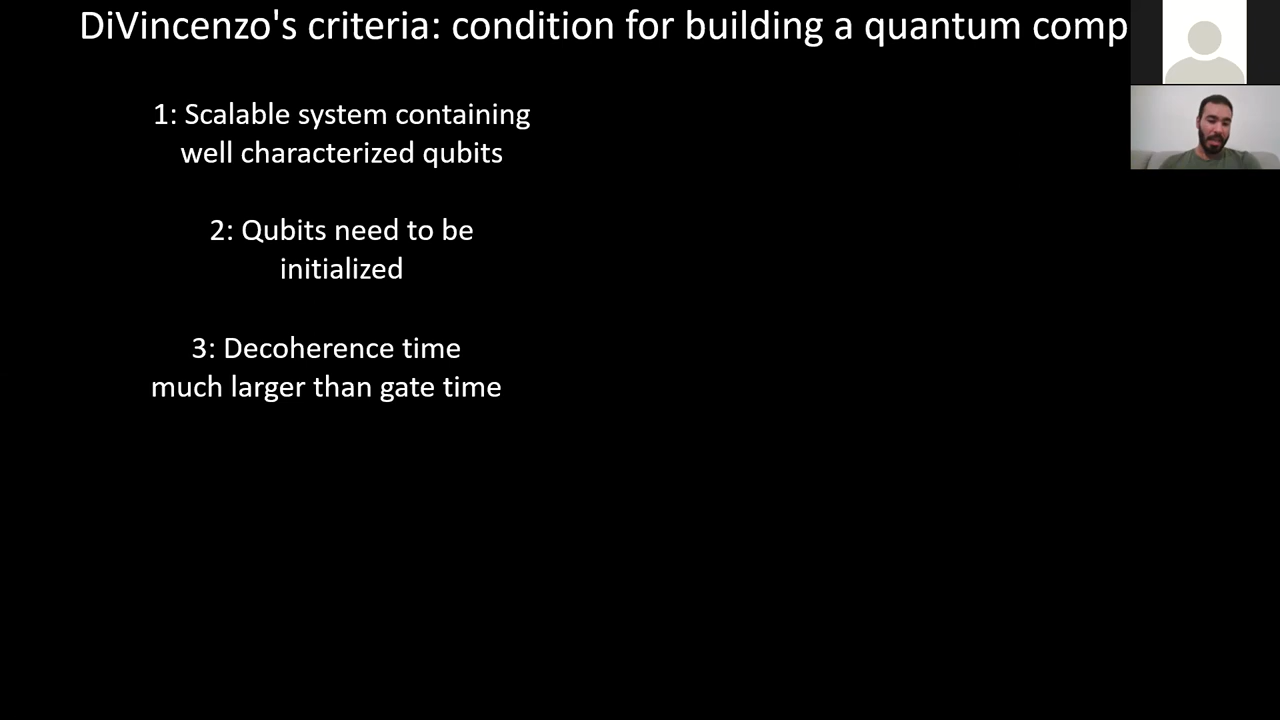 DiVincenzo's criteria: condition for building a quantum comp
1: Scalable system containing
well characterized qubits
2: Qubits need to be
initialized
3: Decoherence time
much larger than gate time